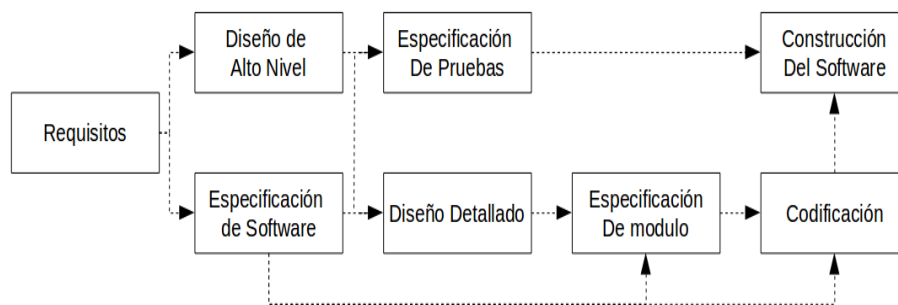 Diseño de
Alto Nivel
Especificación
De Pruebas
Construcción
Del Software
Requisitos
Especificación
de Software
Diseño Detallado
Especificación
De modulo
Codificación